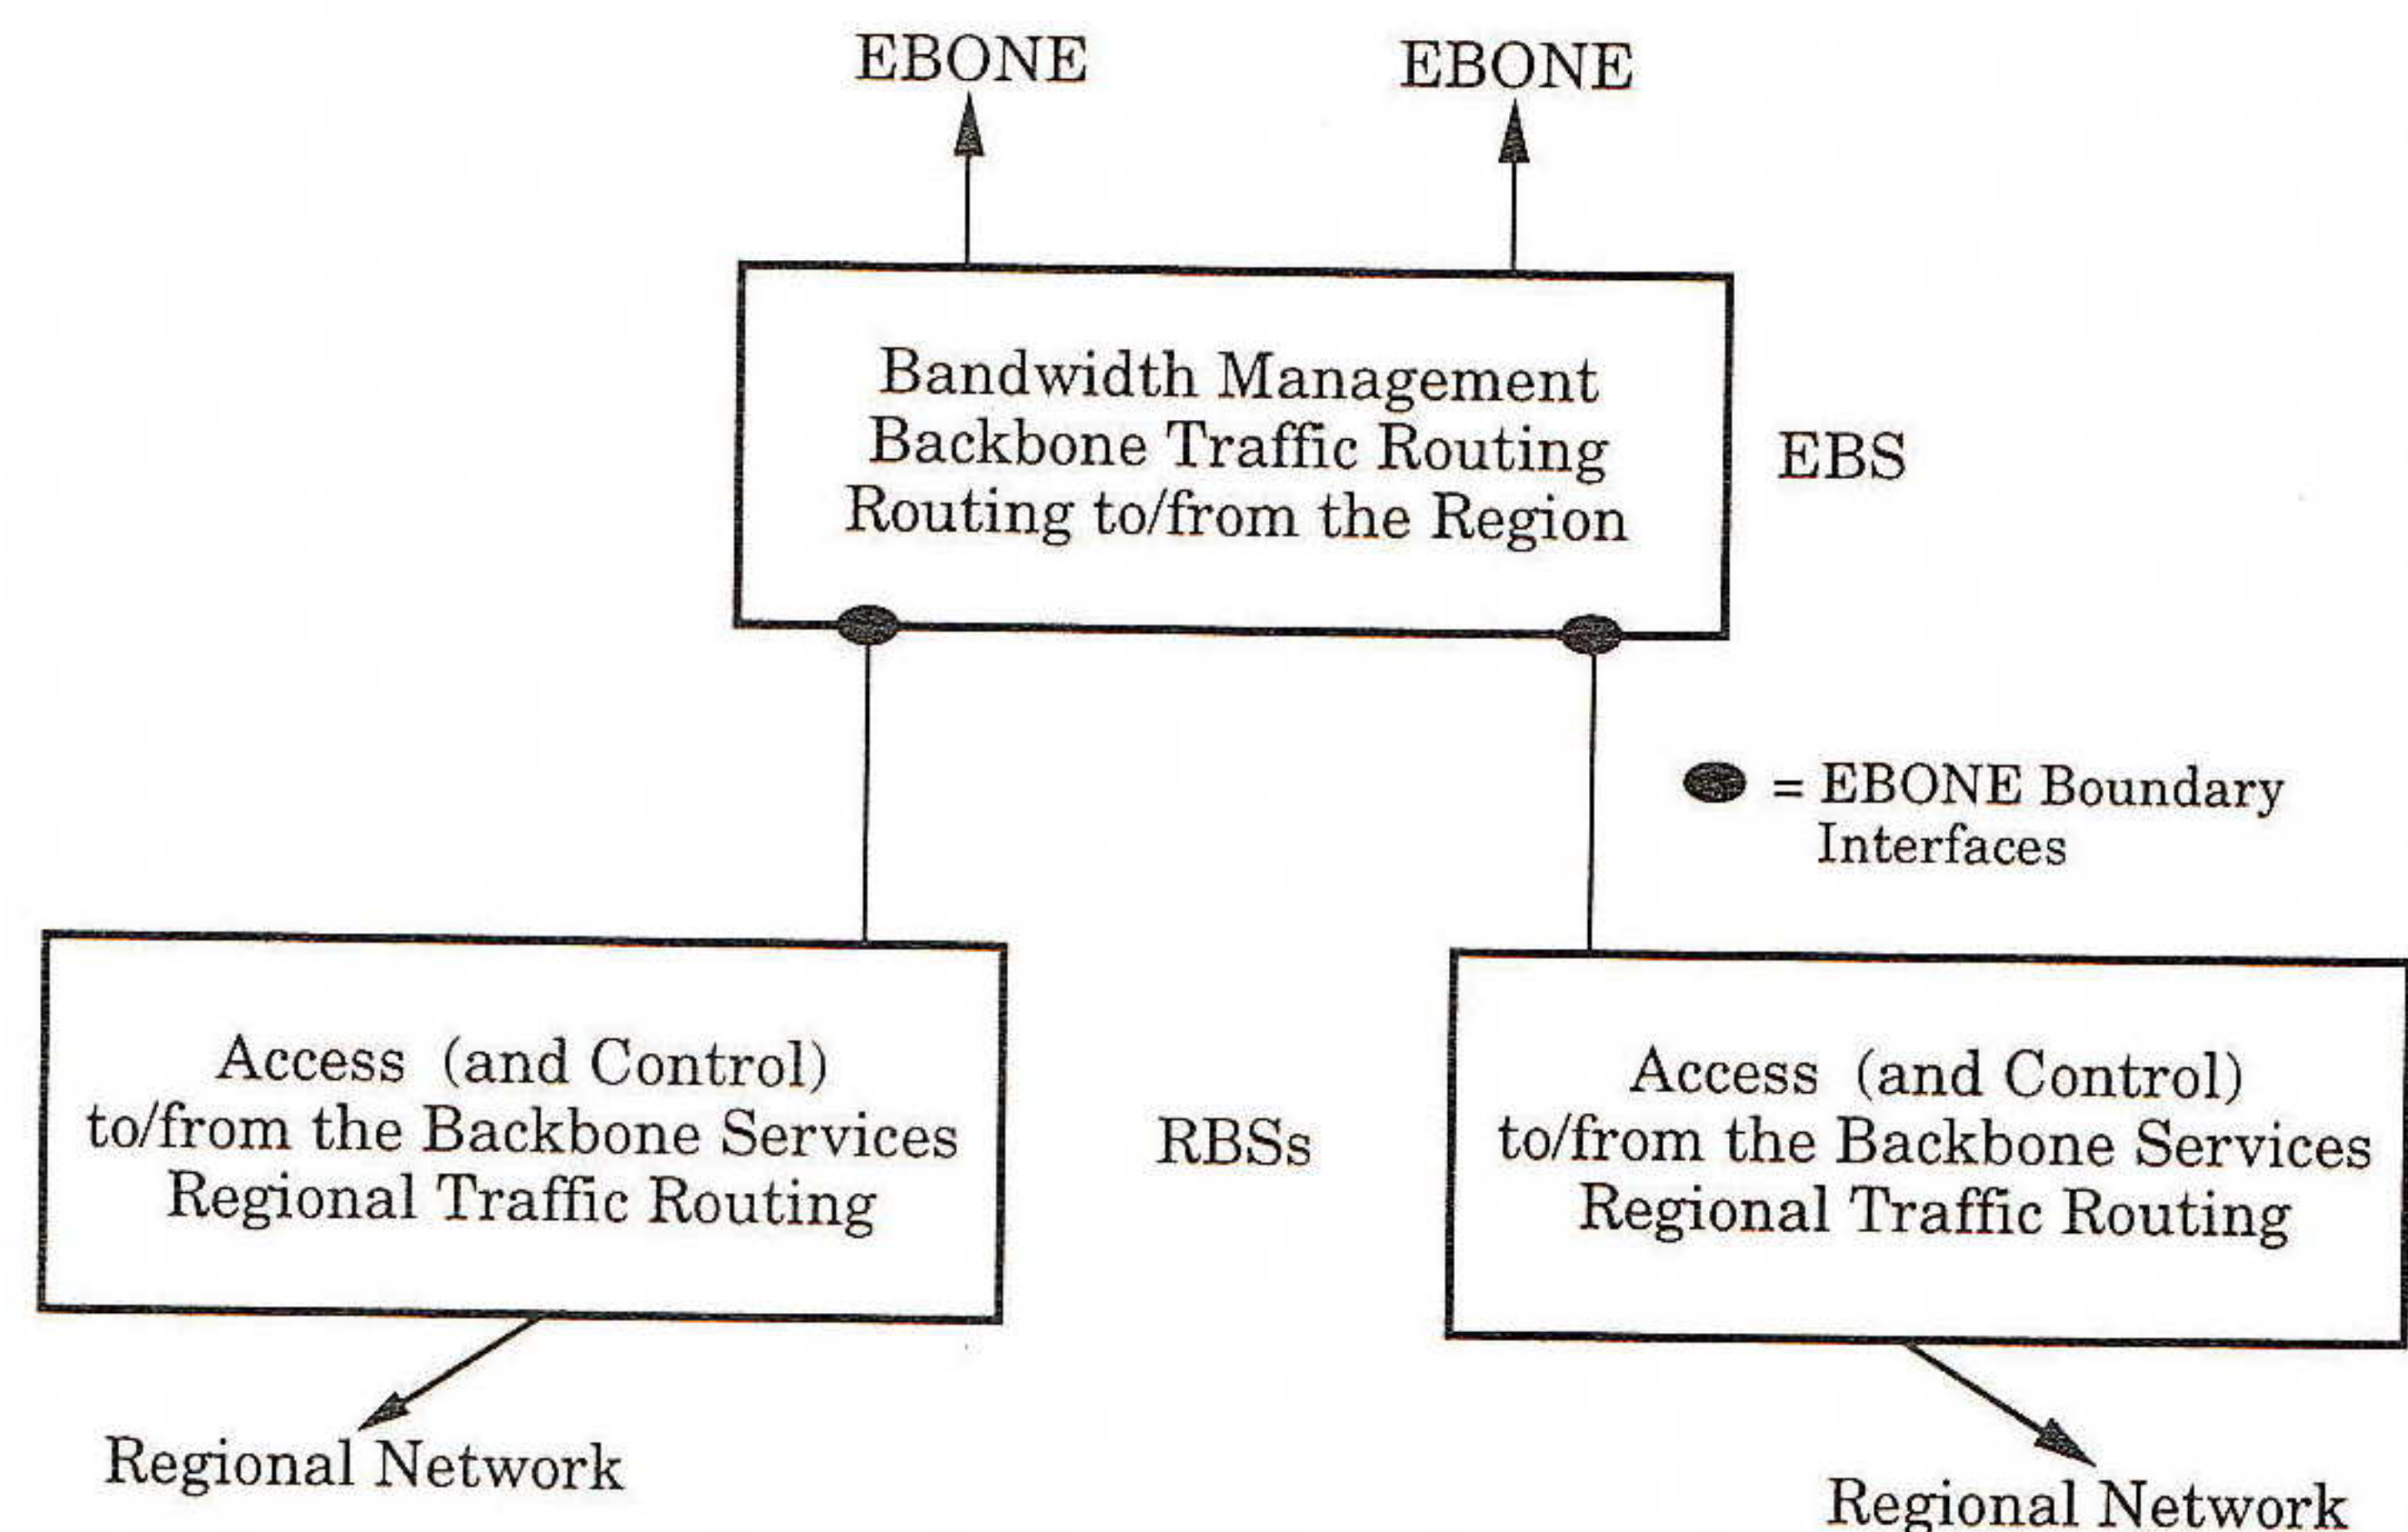 EBONE
EBONE
Bandwidth Management
Backbone Traffic Routing
Routing to/from the Region
EBS
= EBONE Boundary
Interfaces
Access (and Control)
to/from the Backbone Services
Regional Traffic Routing
RBSs
Access (and Control)
to/from the Backbone Services
Regional Traffic Routing
Regional Network
Regional Network